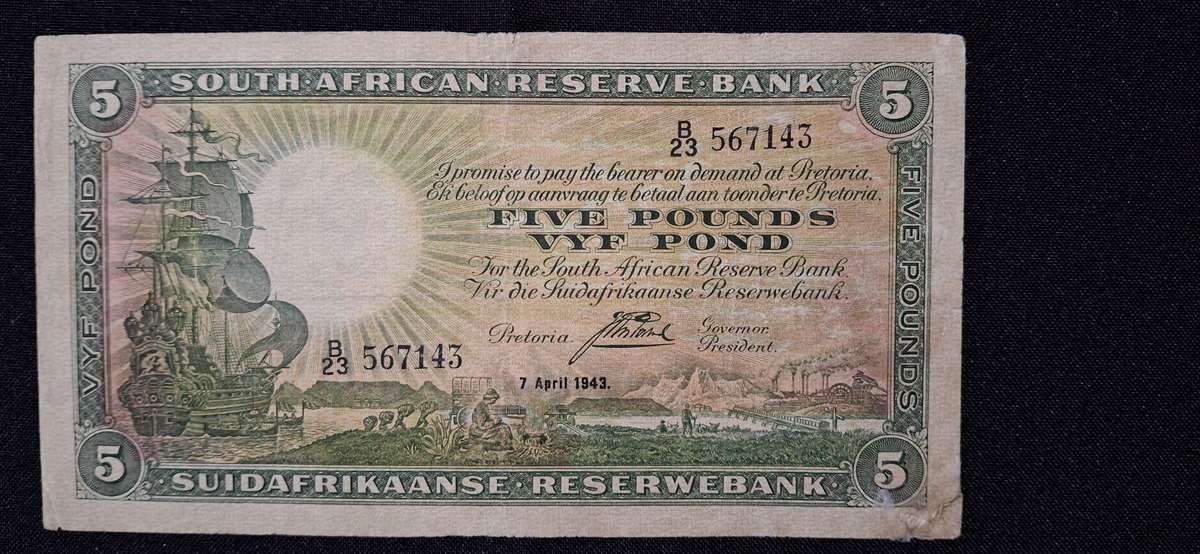 5 SOUTH·AFRICAN·RESERVE·BANK· 5
B/23 567143
I promise to pay the bearer on demand at Pretoria.
Ek beloof op aanvraag te betaal aan toonder te Pretoria.
FIVE POUNDS
VYF POND
For the South African Reserve Bank.
Vir die Suidafrikaanse Reserwebank.
Pretoria.
Governor.
President.
B/23 567143
7 April 1943.
VYF POND
FIVE POUNDS
5 ·SUIDAFRIKAANSE·RESERWEBANK· 5